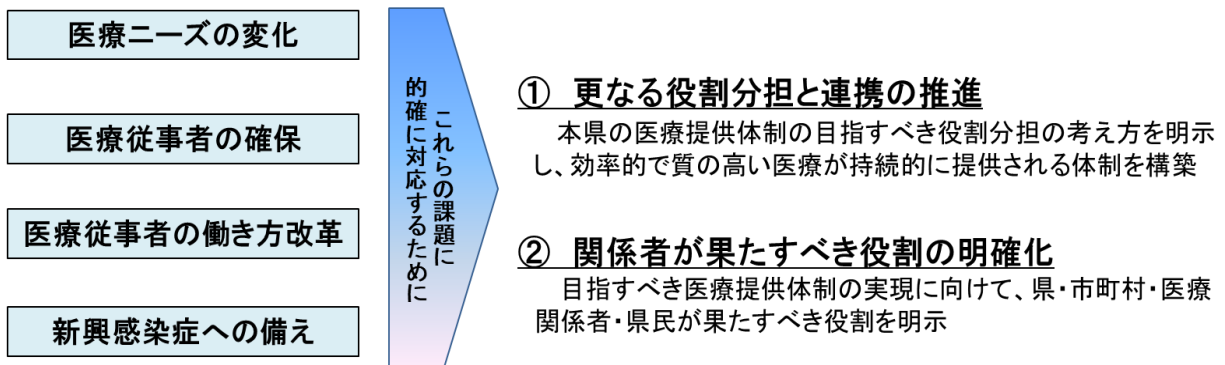 医療ニーズの変化
医療従事者の確保
医療従事者の働き方改革
新興感染症への備え
これらの課題に
的確に対応するために
① 更なる役割分担と連携の推進
本県の医療提供体制の目指すべき役割分担の考え方を明示
し、効率的で質の高い医療が持続的に提供される体制を構築
② 関係者が果たすべき役割の明確化
目指すべき医療提供体制の実現に向けて、県・市町村・医療
関係者・県民が果たすべき役割を明示